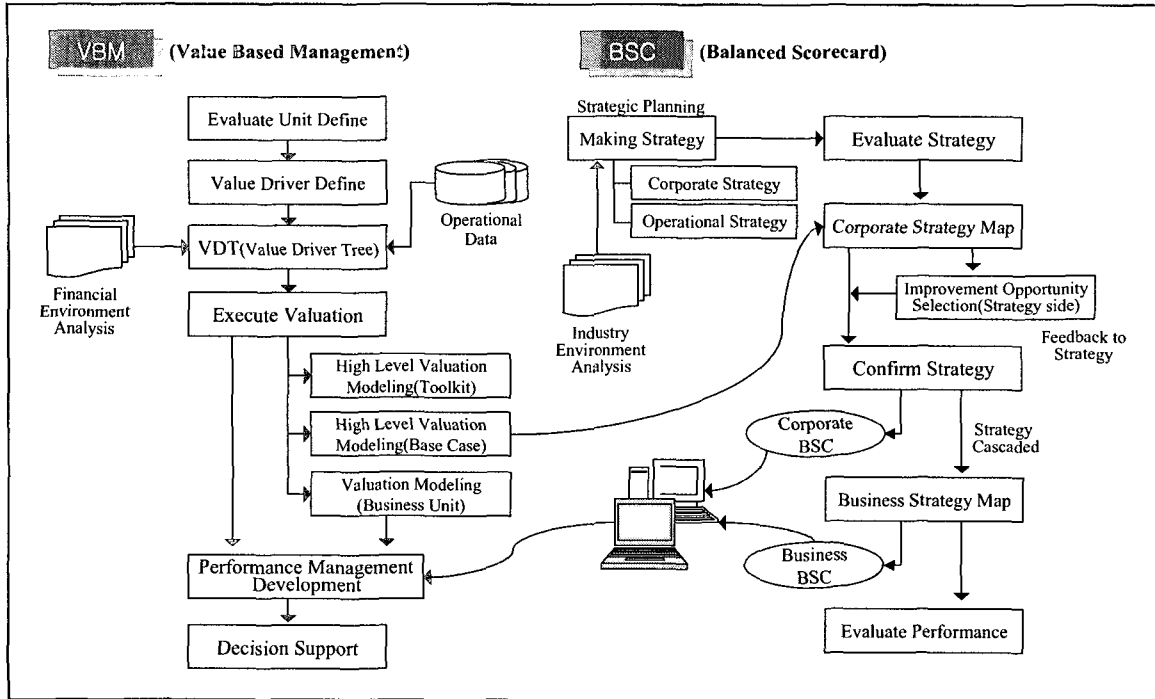 VBM (Value Based Management)
Evaluate Unit Define
Value Driver Define
Operational
Data
VDT(Value Driver Tree)
Financial
Environment
Analysis
Execute Valuation
High Level Valuation
Modeling(Toolkit)
High Level Valuation
Modeling(Base Case)
Valuation Modeling
(Business Unit)
Performance Management
Development
Decision Support
BSC (Balanced Scorecard)
Strategic Planning
Making Strategy
Corporate Strategy
Operational Strategy
Industry
Environment
Analysis
Evaluate Strategy
Corporate Strategy Map
Improvement Opportunity
Selection(Strategy side)
Feedback to
Strategy
Confirm Strategy
Corporate
BSC
Strategy
Cascaded
Business Strategy Map
Business
BSC
Evaluate Performance